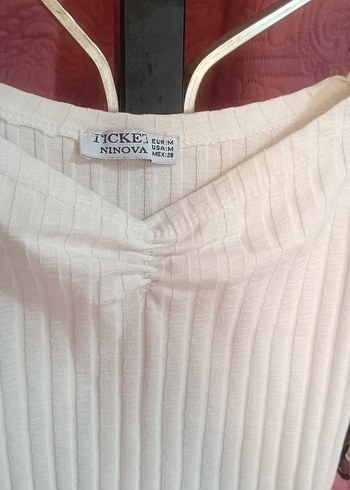 TICKET
NINOVA
EUR:M
USA:M
MEX:28